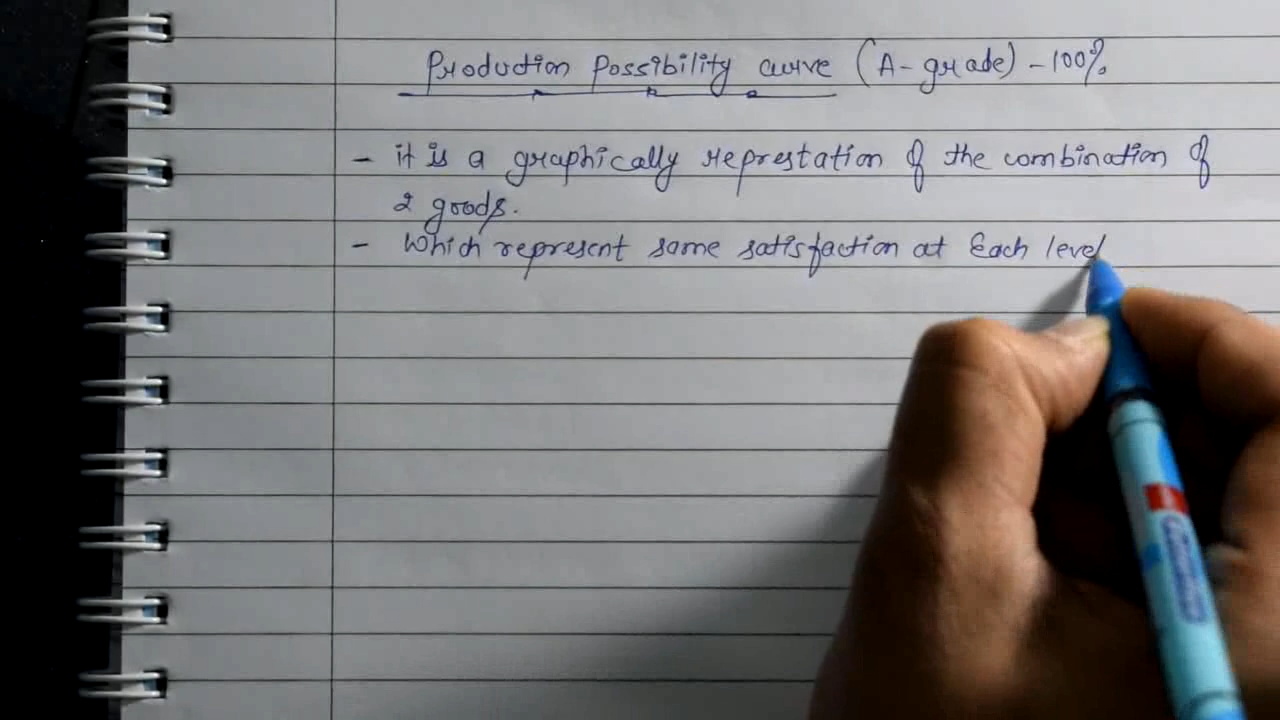 Production Possibility curve (A-grade) - 100%
- it is a graphically represtation of the combination of
2 goods.
- Which represent same satisfaction at Each level